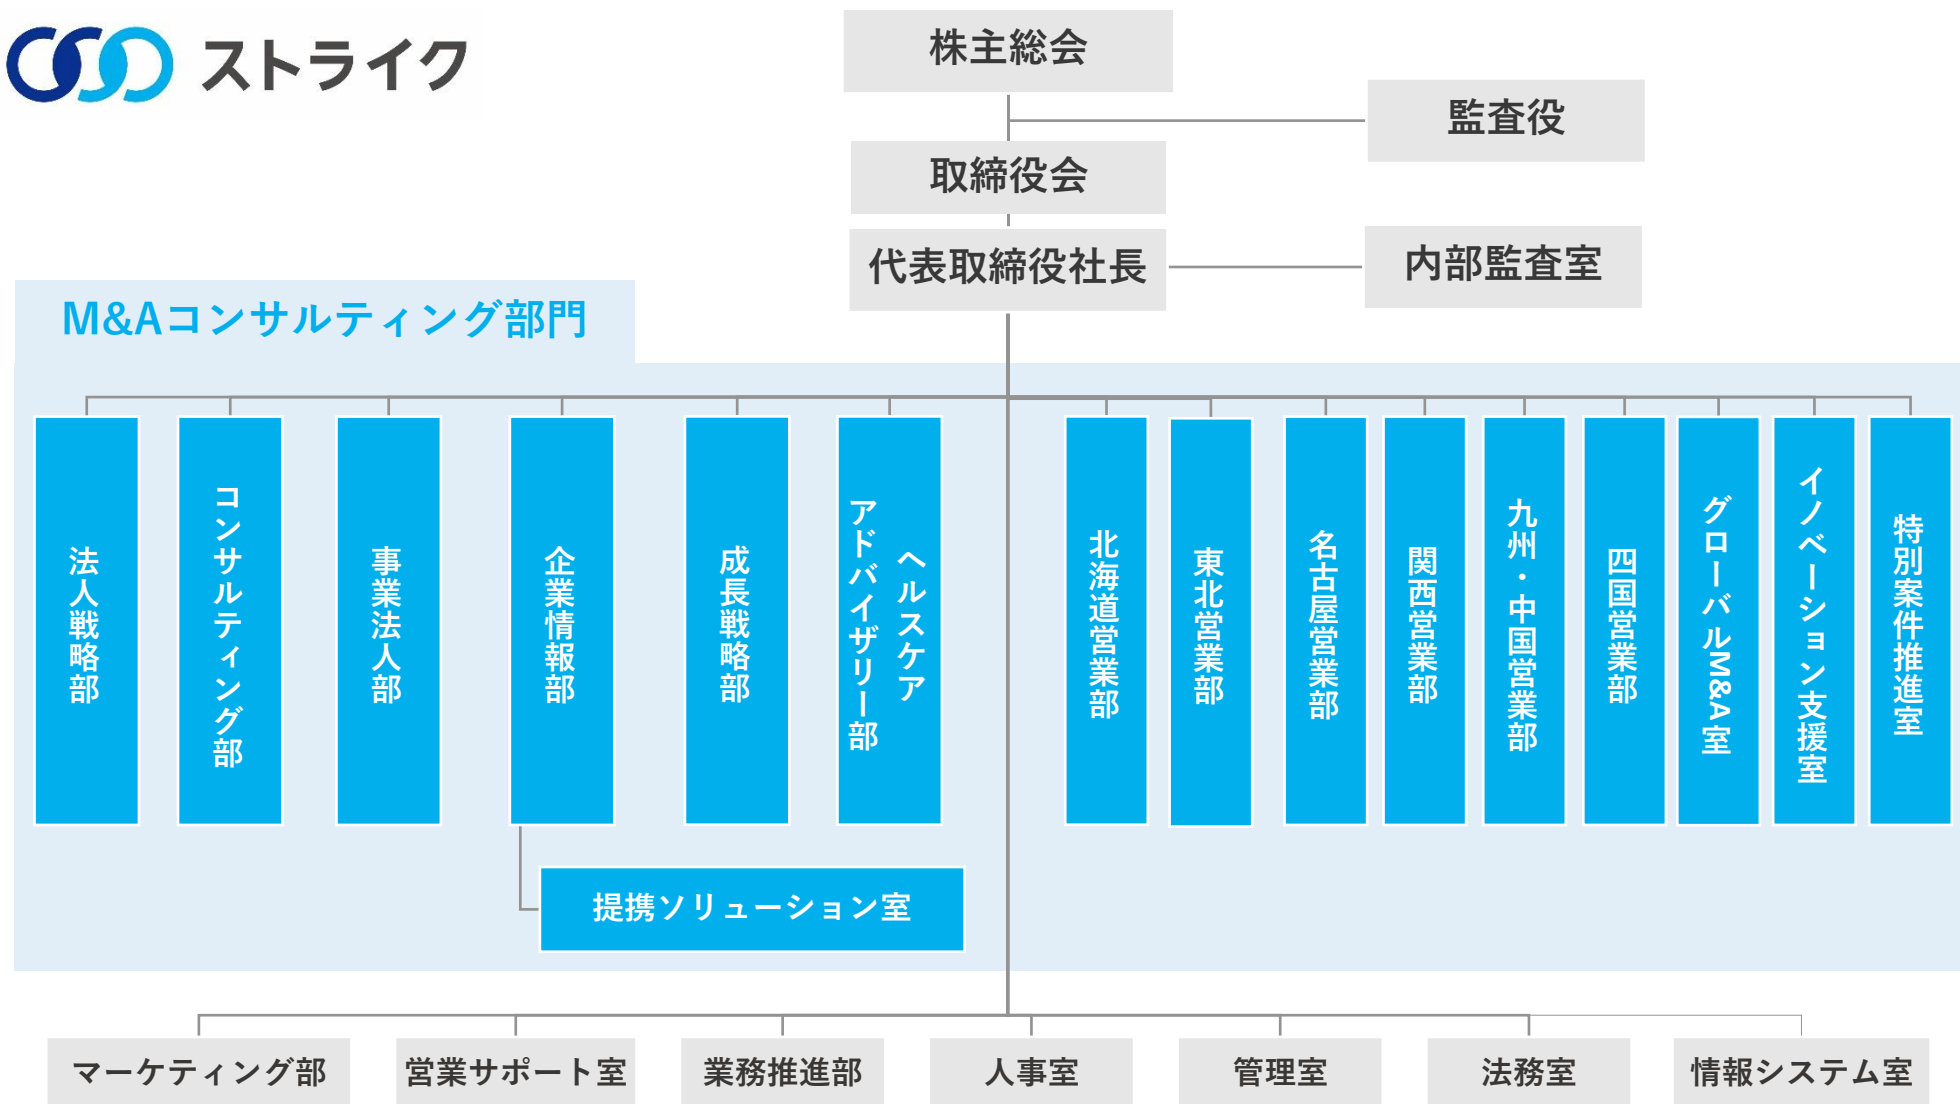 ストライク
株主総会
監査役
取締役会
代表取締役社長
内部監査室
M&Aコンサルティング部門
法人戦略部
コンサルティング部
事業法人部
企業情報部
成長戦略部
ヘルスケア
アドバイザリー部
北海道営業部
東北営業部
名古屋営業部
関西営業部
九州・中国営業部
四国営業部
グローバルM&A室
イノベーション支援室
特別案件推進室
提携ソリューション室
マーケティング部
営業サポート室
業務推進部
人事室
管理室
法務室
情報システム室